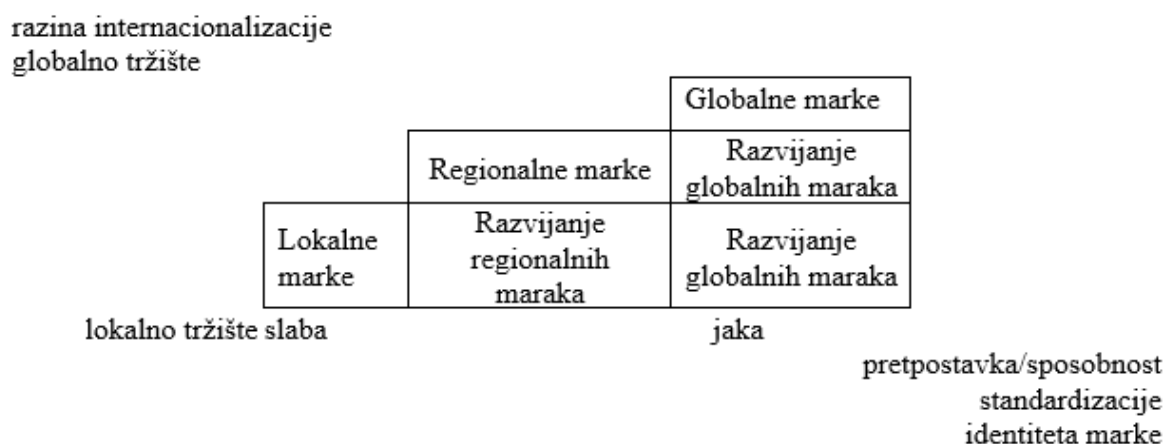 razina internacionalizacije
globalno tržište
Globalne marke
Regionalne marke
Razvijanje
globalnih maraka
Lokalne
marke
Razvijanje
regionalnih
maraka
Razvijanje
globalnih maraka
lokalno tržište slaba
jaka
pretpostavka/sposobnost
standardizacije
identiteta marke